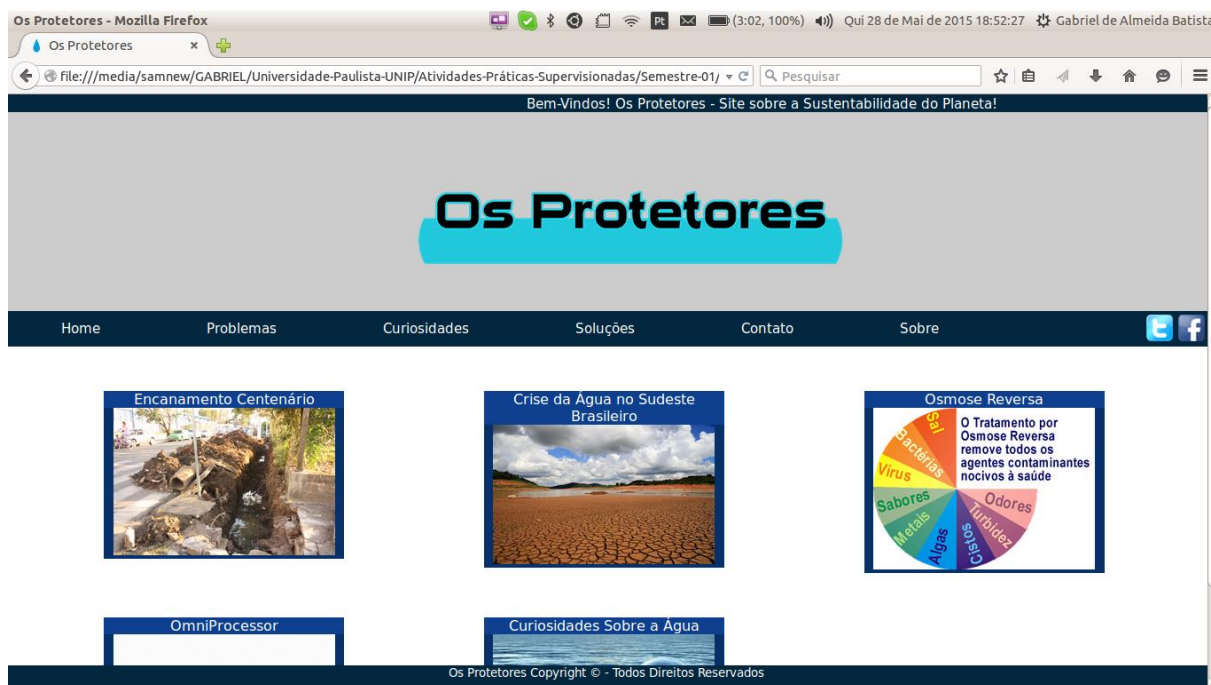 Os Protetores - Mozilla Firefox
Pt
(3:02, 100%)
Qui 28 de Mai de 2015 18:52:27
Gabriel de Almeida Batista
Os Protetores
file:///media/samnew/GABRIEL/Universidade-Paulista-UNIP/Atividades-Práticas-Supervisionadas/Semestre-01/
Pesquisar
Bem-Vindos! Os Protetores - Site sobre a Sustentabilidade do Planeta!
Os Protetores
Home
Problemas
Curiosidades
Soluções
Contato
Sobre
Encanamento Centenário
Crise da Água no Sudeste
Brasileiro
Osmose Reversa
O Tratamento por
Osmose Reversa
remove todos os
agentes contaminantes
nocivos à saúde
Sal
Bactérias
Vírus
Sabores
Metais
Algas
Cistos
Turbidez
Odores
OmniProcessor
Curiosidades Sobre a Água
Os Protetores Copyright © - Todos Direitos Reservados